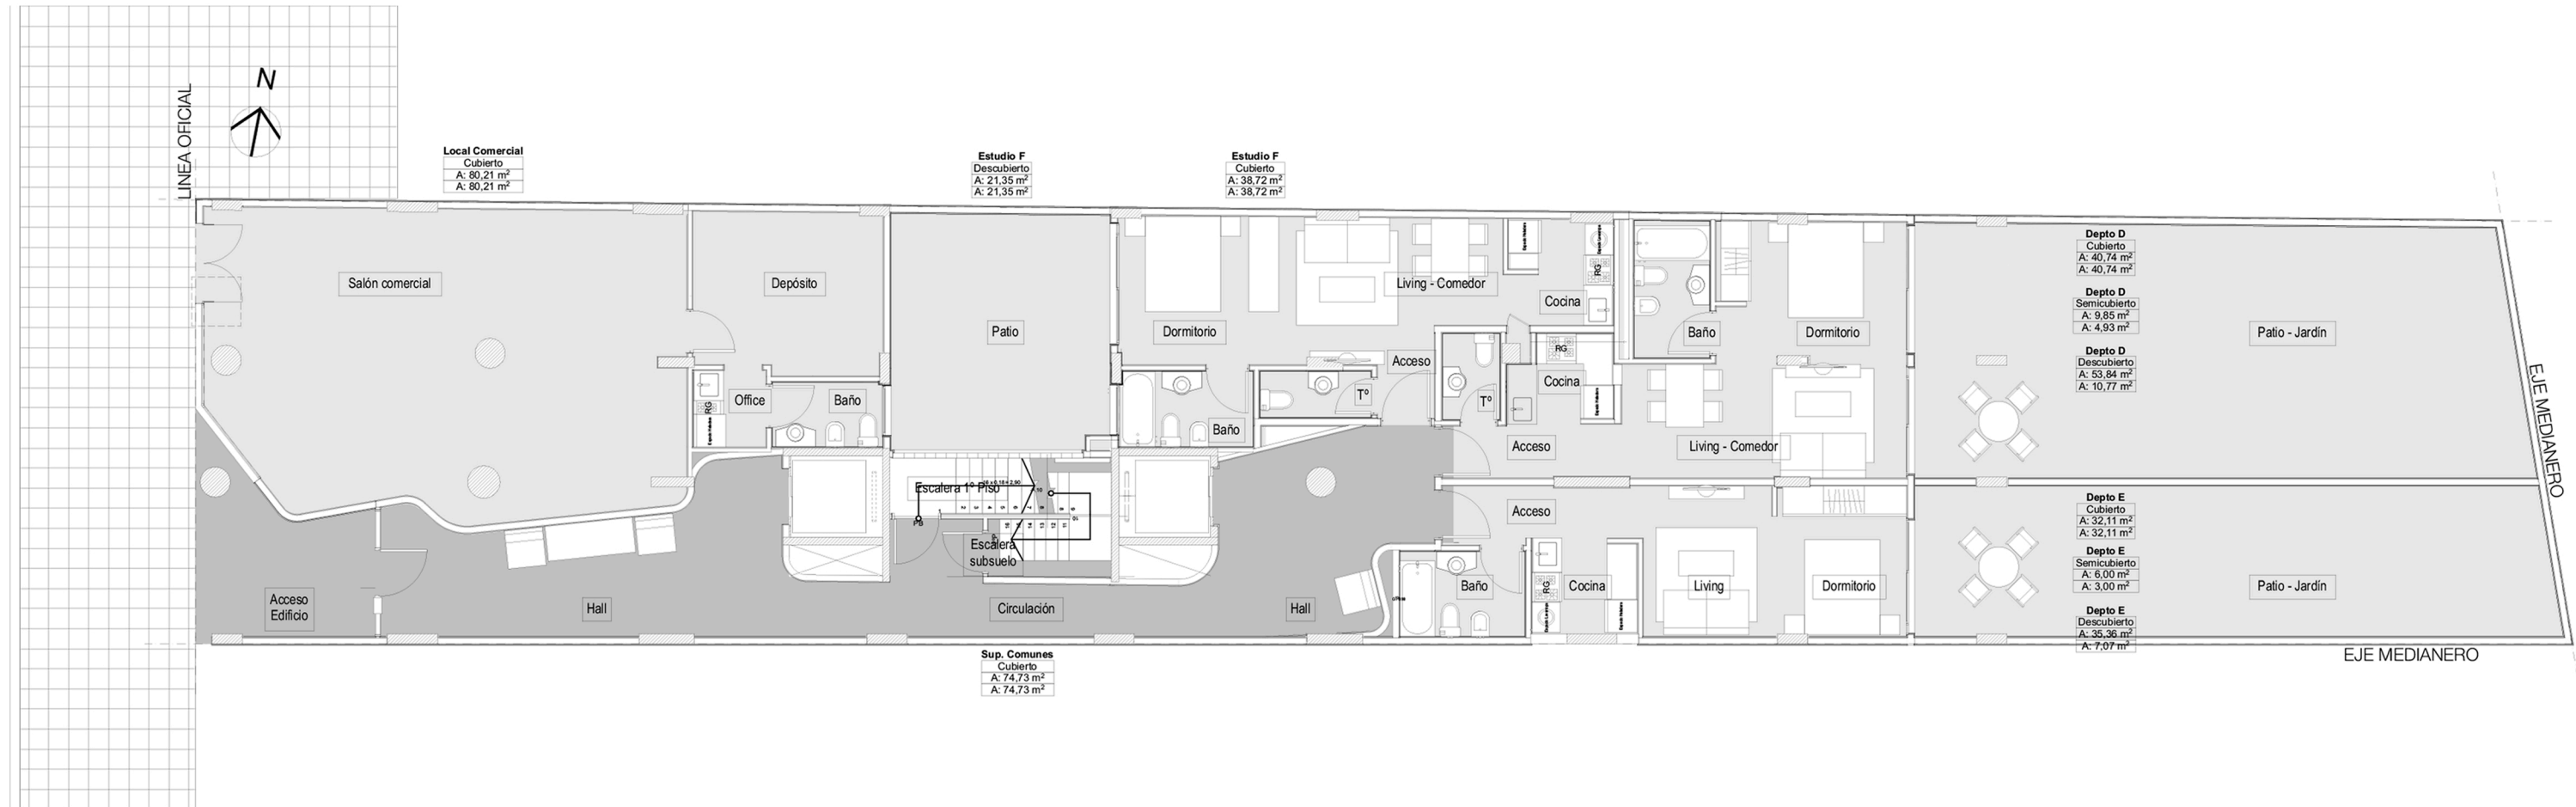 N
LINEA OFICIAL
Local Comercial
Cubierto
A: 80,21 m²
A: 80,21 m²
Estudio F
Descubierto
A: 21,35 m²
A: 21,35 m²
Estudio F
Cubierto
A: 38,72 m²
A: 38,72 m²
Salón comercial
Depósito
Patio
Dormitorio
Living - Comedor
Cocina
RG
Baño
Dormitorio
Depto D
Cubierto
A: 40,74 m²
A: 40,74 m²
Depto D
Semicubierto
A: 9,85 m²
A: 4,93 m²
Depto D
Descubierto
A: 53,84 m²
A: 10,77 m²
Patio - Jardín
EJE MEDIANERO
Office
RG
Baño
Baño
Tº
Acceso
Tº
RG
Cocina
Acceso
Living - Comedor
Escalera 1º Piso
PB
Escalera
subsuelo
Acceso
Edificio
Hall
Circulación
Hall
Acceso
Baño
RG
Cocina
Living
Dormitorio
Depto E
Cubierto
A: 32,11 m²
A: 32,11 m²
Depto E
Semicubierto
A: 6,00 m²
A: 3,00 m²
Depto E
Descubierto
A: 35,36 m²
A: 7,07 m²
Patio - Jardín
EJE MEDIANERO
Sup. Comunes
Cubierto
A: 74,73 m²
A: 74,73 m²